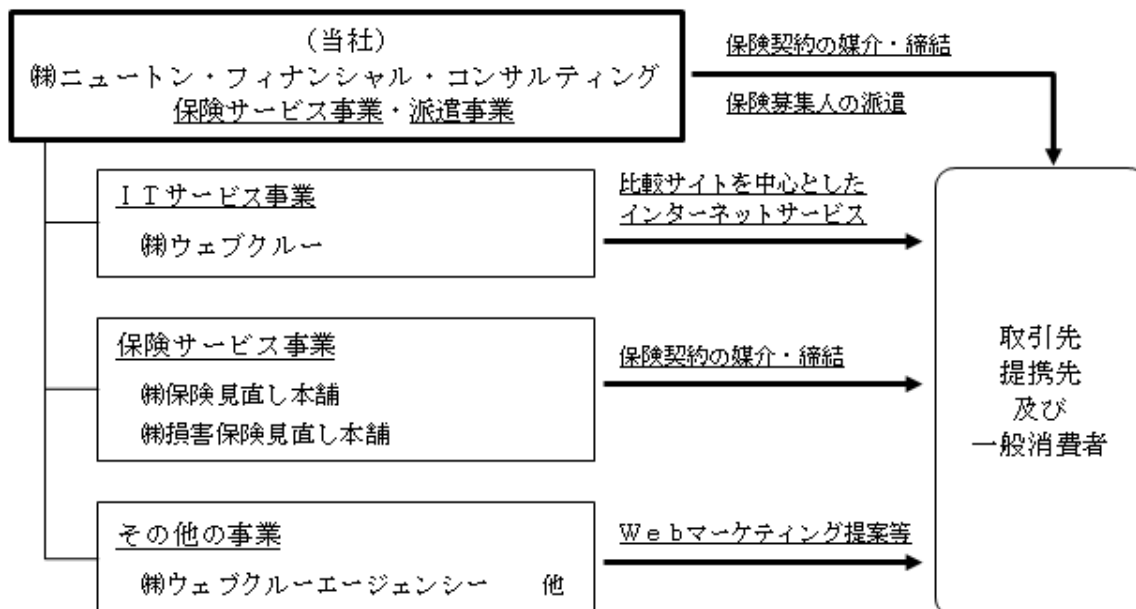 (当社)
㈱ニュートン・フィナンシャル・コンサルティング
保険サービス事業・派遣事業
保険契約の媒介・締結
保険募集人の派遣
ＩＴサービス事業
㈱ウェブクルー
比較サイトを中心とした
インターネットサービス
保険サービス事業
㈱保険見直し本舗
㈱損害保険見直し本舗
保険契約の媒介・締結
その他の事業
㈱ウェブクルーエージェンシー　他
Ｗｅｂマーケティング提案等
取引先
提携先
及び
一般消費者